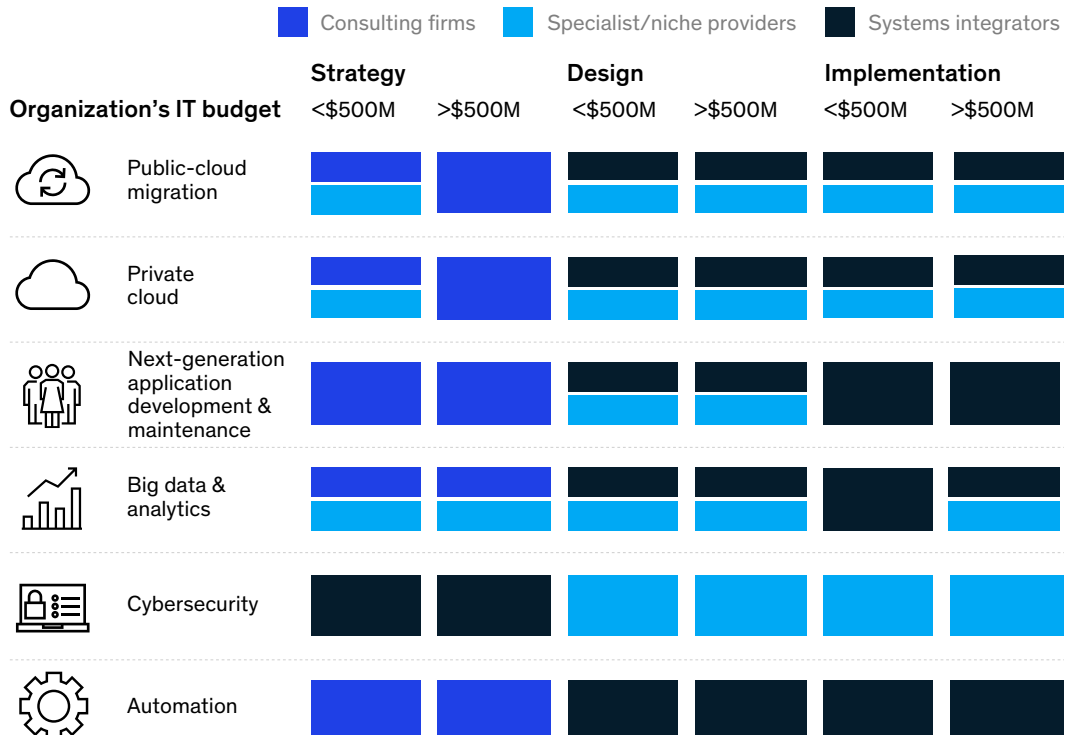 Consulting firms Specialist/niche providers Systems integrators
Strategy Design Implementation
Organization's IT budget <$500M >$500M <$500M >$500M <$500M >$500M
Public-cloud
migration
Private
cloud
Next-generation
application
development &
maintenance
Big data &
analytics
Cybersecurity
Automation